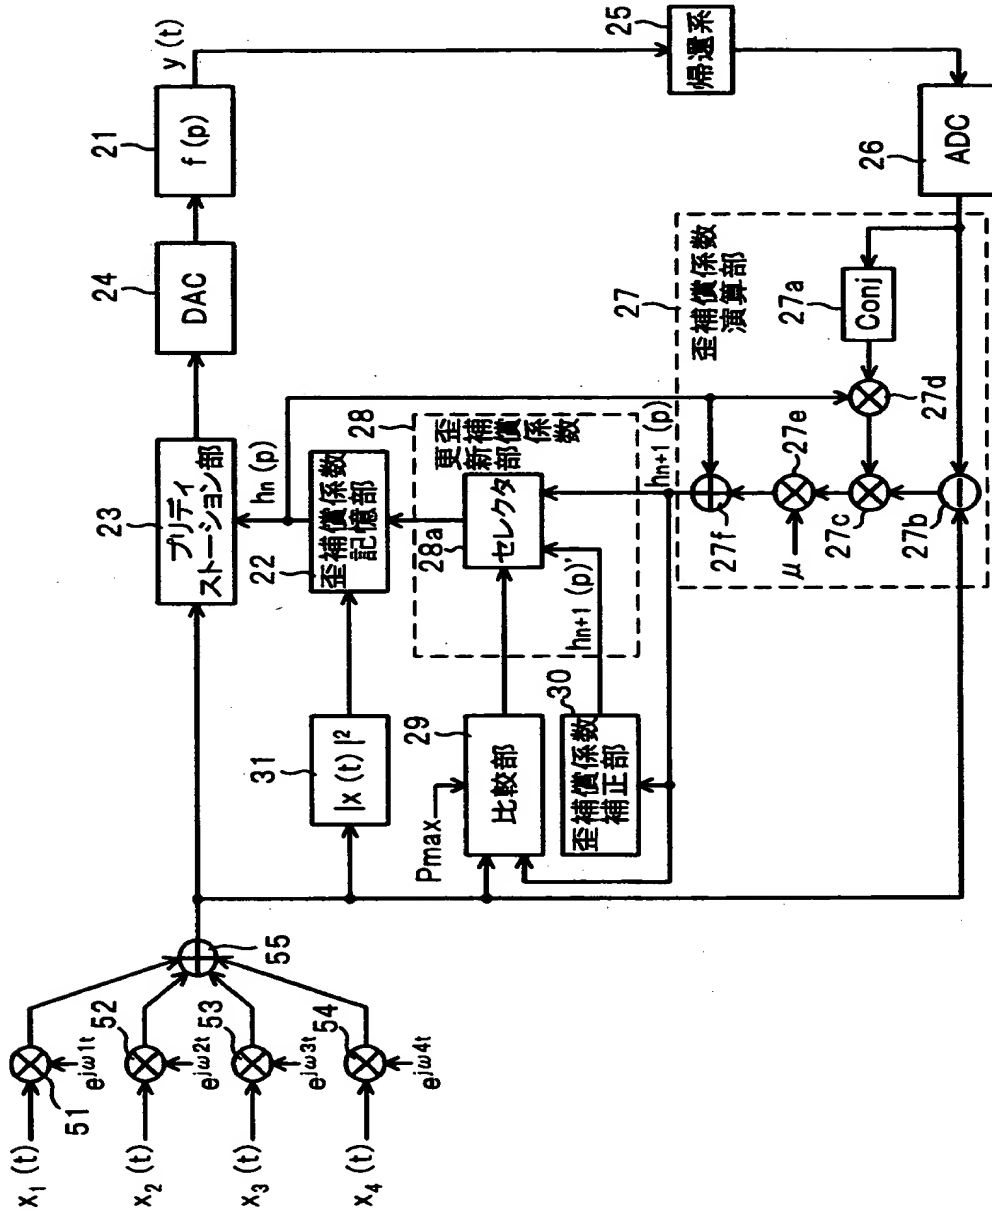 x1 (t)
51
e^jω1t
x2 (t)
52
e^jω2t
x3 (t)
53
e^jω3t
x4 (t)
54
e^jω4t
55
23
プリディ
ストーション部
24
DAC
21
f (p)
y (t)
hn (p)
31
|x (t) |²
22
歪補償係数
記憶部
28
歪補償係数
更新部
28a
セレクタ
Pmax
29
比較部
hn+1 (p)'
30
歪補償係数
補正部
hn+1 (p)
25
帰還系
26
ADC
27
歪補償係数
演算部
27a
Conj
27d
27e
27c
27f
μ
27b